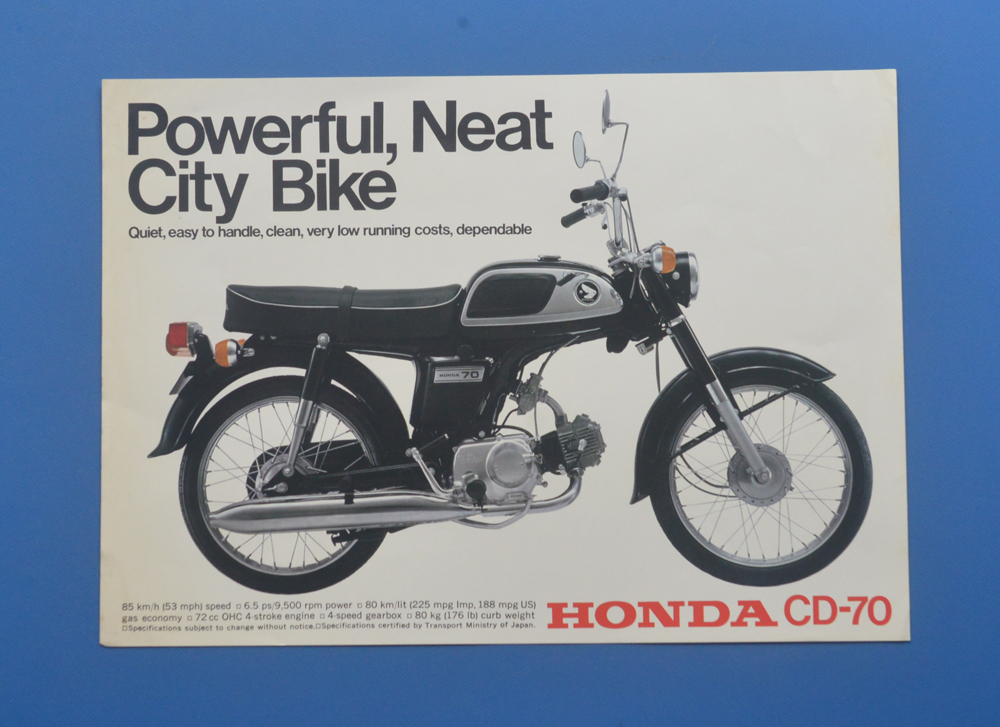 Powerful, Neat
City Bike
Quiet, easy to handle, clean, very low running costs, dependable
HONDA 70
85 km/h (53 mph) speed □ 6.5 ps/9,500 rpm power □ 80 km/lit (225 mpg Imp, 188 mpg US)
gas economy □ 72 cc OHC 4-stroke engine □ 4-speed gearbox □ 80 kg (176 lb) curb weight
□Specifications subject to change without notice.□Specifications certified by Transport Ministry of Japan.
HONDA CD-70